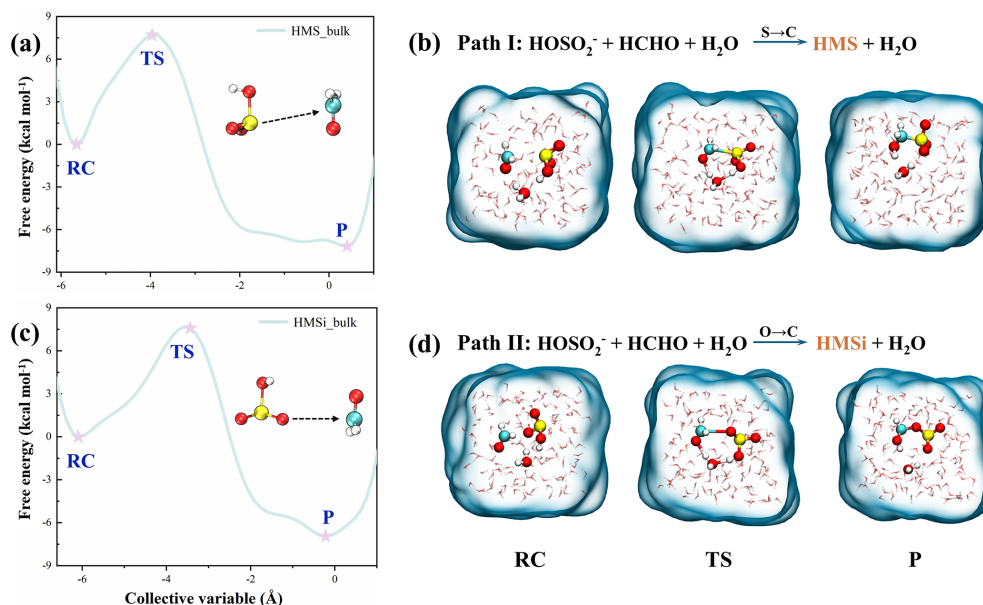 (a)
HMS_bulk
Free energy (kcal mol⁻¹)
9
6
3
0
-3
-6
-9
TS
RC
P
-6
-4
-2
0
(b) Path I: HOSO₂⁻ + HCHO + H₂O S→C HMS + H₂O
(c)
HMSi_bulk
Free energy (kcal mol⁻¹)
9
6
3
0
-3
-6
-9
TS
RC
P
-6
-4
-2
0
Collective variable (Å)
(d) Path II: HOSO₂⁻ + HCHO + H₂O O→C HMSi + H₂O
RC TS P